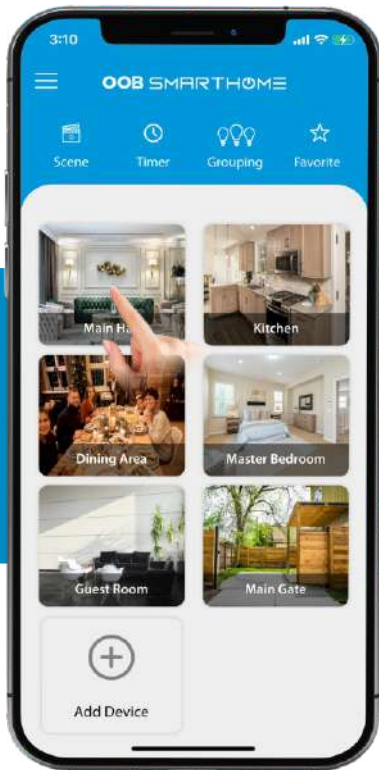 3:10
OOB SMARTHOME
Scene Timer Grouping Favorite
Main Ha
Kitchen
Dining Area
Master Bedroom
Guest Room
Main Gate
Add Device